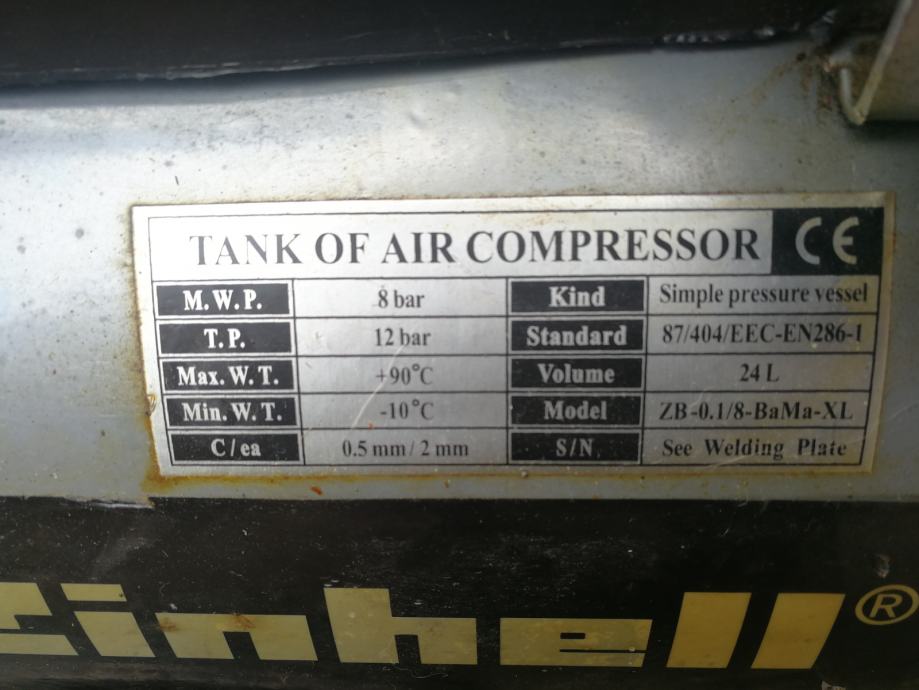 TANK OF AIR COMPRESSOR CE
M.W.P. 8 bar Kind Simple pressure vessel
T.P. 12 bar Standard 87/404/EEC-EN286-1
Max.W.T. +90°C Volume 24 L
Min.W.T. -10°C Model ZB-0.1/8-BaMa-XL
C/ea 0.5 mm/2 mm S/N See Welding Plate
Einhell®